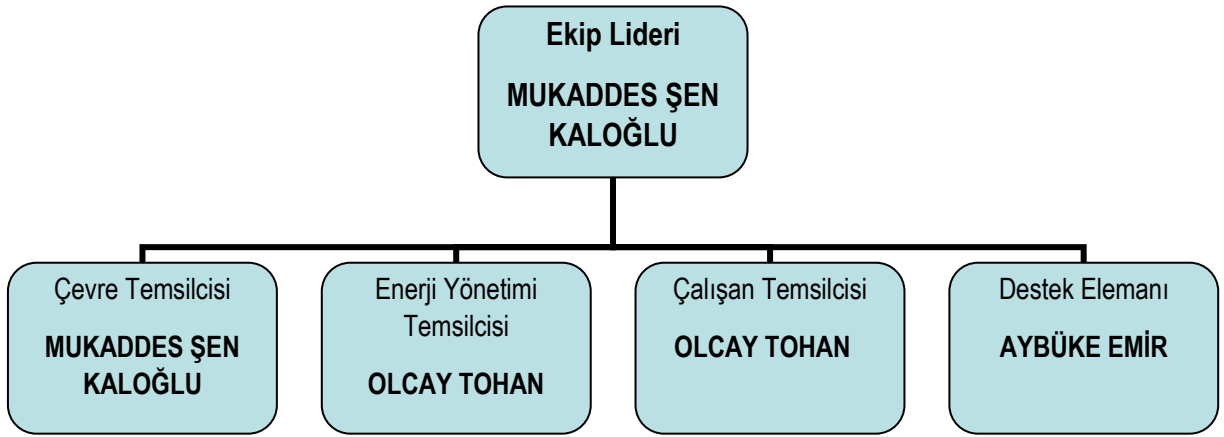 Ekip Lideri
MUKADDES ŞEN
KALOĞLU
Çevre Temsilcisi
MUKADDES ŞEN
KALOĞLU
Enerji Yönetimi
Temsilcisi
OLCAY TOHAN
Çalışan Temsilcisi
OLCAY TOHAN
Destek Elemanı
AYBÜKE EMİR